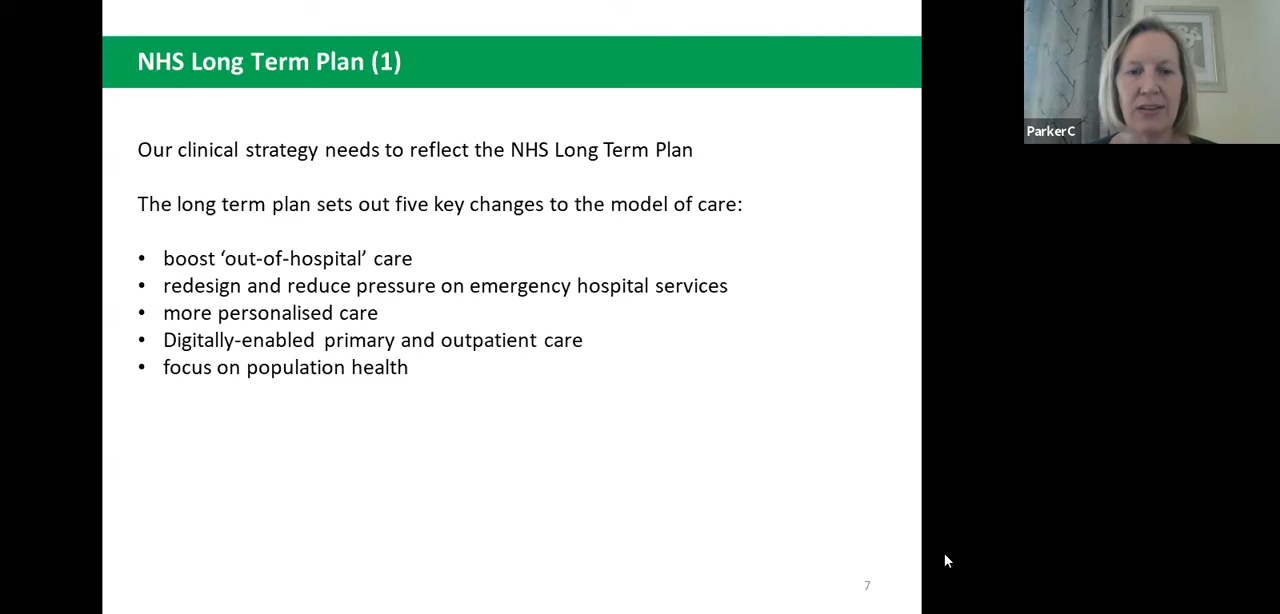 NHS Long Term Plan (1)
Our clinical strategy needs to reflect the NHS Long Term Plan
The long term plan sets out five key changes to the model of care:
• boost ‘out-of-hospital’ care
• redesign and reduce pressure on emergency hospital services
• more personalised care
• Digitally-enabled primary and outpatient care
• focus on population health
7
ParkerC